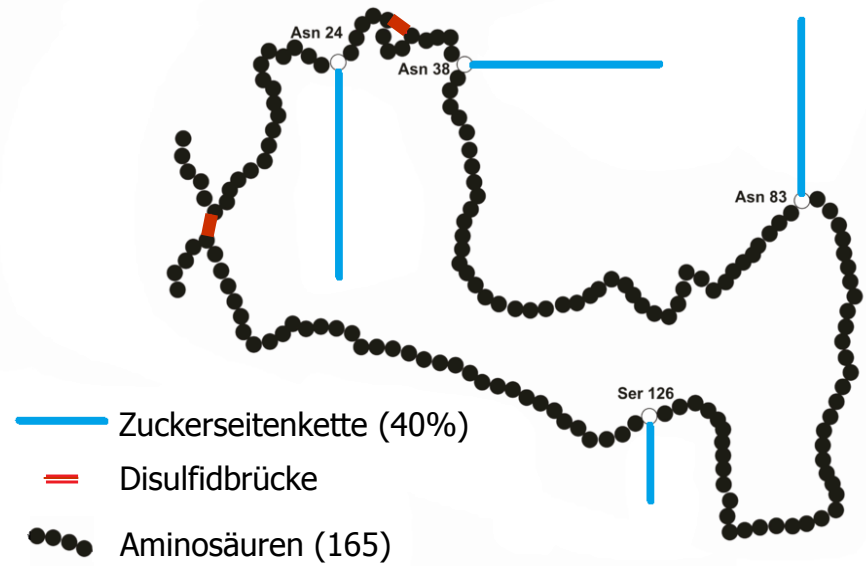 Asn 24
Asn 38
Asn 83
Ser 126
Zuckerseitenkette (40%)
Disulfidbrücke
Aminosäuren (165)